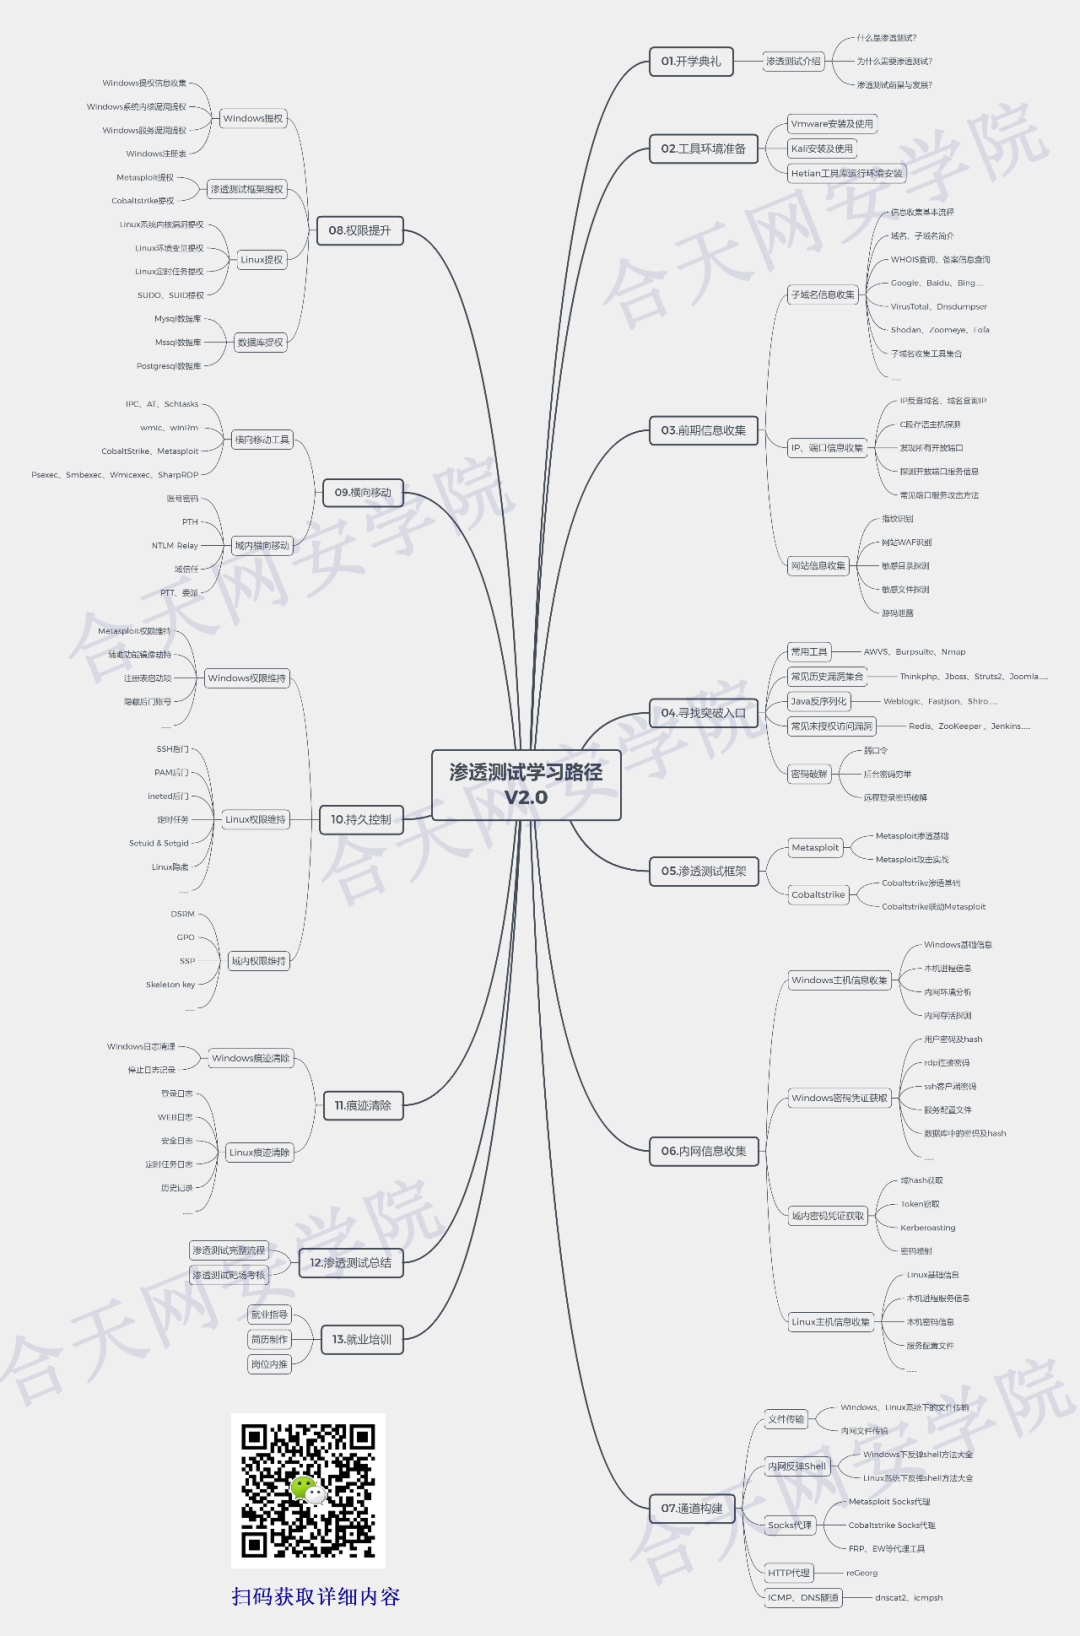 渗透测试学习路径
V2.0
01.开学典礼
渗透测试介绍
什么是渗透测试?
为什么需要渗透测试?
渗透测试前景与发展?
02.工具环境准备
Vmware安装及使用
Kali安装及使用
Hetian工具库运行环境安装
03.前期信息收集
子域名信息收集
信息收集基本流程
域名、子域名简介
WHOIS查询、备案信息查询
Google、Baidu、Bing....
VirusTotal、Dnsdumpser
Shodan、Zoomeye、Fofa
子域名收集工具集合
......
IP、端口信息收集
IP反查域名、域名查询IP
C段存活主机探测
发现所有开放端口
探测开放端口服务信息
常见端口服务攻击方法
网站信息收集
指纹识别
网站WAF识别
敏感目录探测
敏感文件探测
源码泄露
04.寻找突破入口
常用工具
AWVS、Burpsuite、Nmap
常见历史漏洞集合
Thinkphp、Jboss、Struts2、Joomla.....
Java反序列化
Weblogic、Fastjson、Shiro.....
常见未授权访问漏洞
Redis、ZooKeeper、Jenkins.....
密码破解
弱口令
后台密码穷举
远程登录密码破解
05.渗透测试框架
Metasploit
Metasploit渗透基础
Metasploit攻击实战
Cobaltstrike
Cobaltstrike渗透基础
Cobaltstrike联动Metasploit
06.内网信息收集
Windows主机信息收集
Windows基础信息
本机进程信息
内网环境分析
内网存活探测
Windows密码凭证获取
用户密码及hash
rdp连接密码
ssh客户端密码
服务配置文件
数据库中的密码及hash
......
域内密码凭证获取
域hash获取
Token窃取
Kerberoasting
密码喷射
Linux主机信息收集
Linux基础信息
本机进程服务信息
本机密码信息
服务配置文件
......
07.通道构建
文件传输
Windows、Linux系统下的文件传输
内网文件传输
内网反弹Shell
Windows下反弹shell方法大全
Linux系统下反弹shell方法大全
Socks代理
Metasploit Socks代理
Cobaltstrike Socks代理
FRP、EW等代理工具
HTTP代理
reGeorg
ICMP、DNS隧道
dnscat2、icmpsh
08.权限提升
Windows提权
Windows提权信息收集
Windows系统内核漏洞提权
Windows服务漏洞提权
Windows注册表
渗透测试框架提权
Metasploit提权
Cobaltstrike提权
Linux提权
Linux系统内核漏洞提权
Linux环境变量提权
Linux定时任务提权
SUDO、SUID提权
数据库提权
Mysql数据库
Mssql数据库
Postgresql数据库
09.横向移动
横向移动工具
IPC、AT、Schtasks
wmic、winRm
CobaltStrike、Metasploit
Psexec、Smbexec、Wmicexec、SharpRDP
域内横向移动
账号密码
PTH
NTLM Relay
域信任
PTT、委派
10.持久控制
Windows权限维持
Metasploit权限维持
辅助功能镜像劫持
注册表启动项
隐藏后门账号
.....
Linux权限维持
SSH后门
PAM后门
ineted后门
定时任务
Setuid & Setgid
Linux隐藏
.....
域内权限维持
DSRM
GPO
SSP
Skeleton key
.....
11.痕迹清除
Windows痕迹清除
Windows日志清理
停止日志记录
Linux痕迹清除
登录日志
WEB日志
安全日志
定时任务日志
历史记录
.....
12.渗透测试总结
渗透测试完整流程
渗透测试靶场考核
13.就业培训
就业指导
简历制作
岗位内推
扫码获取详细内容
合天网安学院
合天网安学院
合天网安学院
合天网安学院
合天网安学院